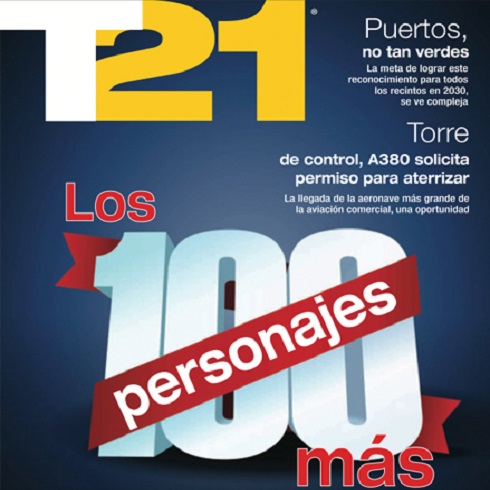 T21
Puertos,
no tan verdes
La meta de lograr este
reconocimiento para todos
los recintos en 2030,
se ve compleja
Torre
de control, A380 solicita
permiso para aterrizar
La llegada de la aeronave más grande de
la aviación comercial, una oportunidad
Los
100
personajes
más